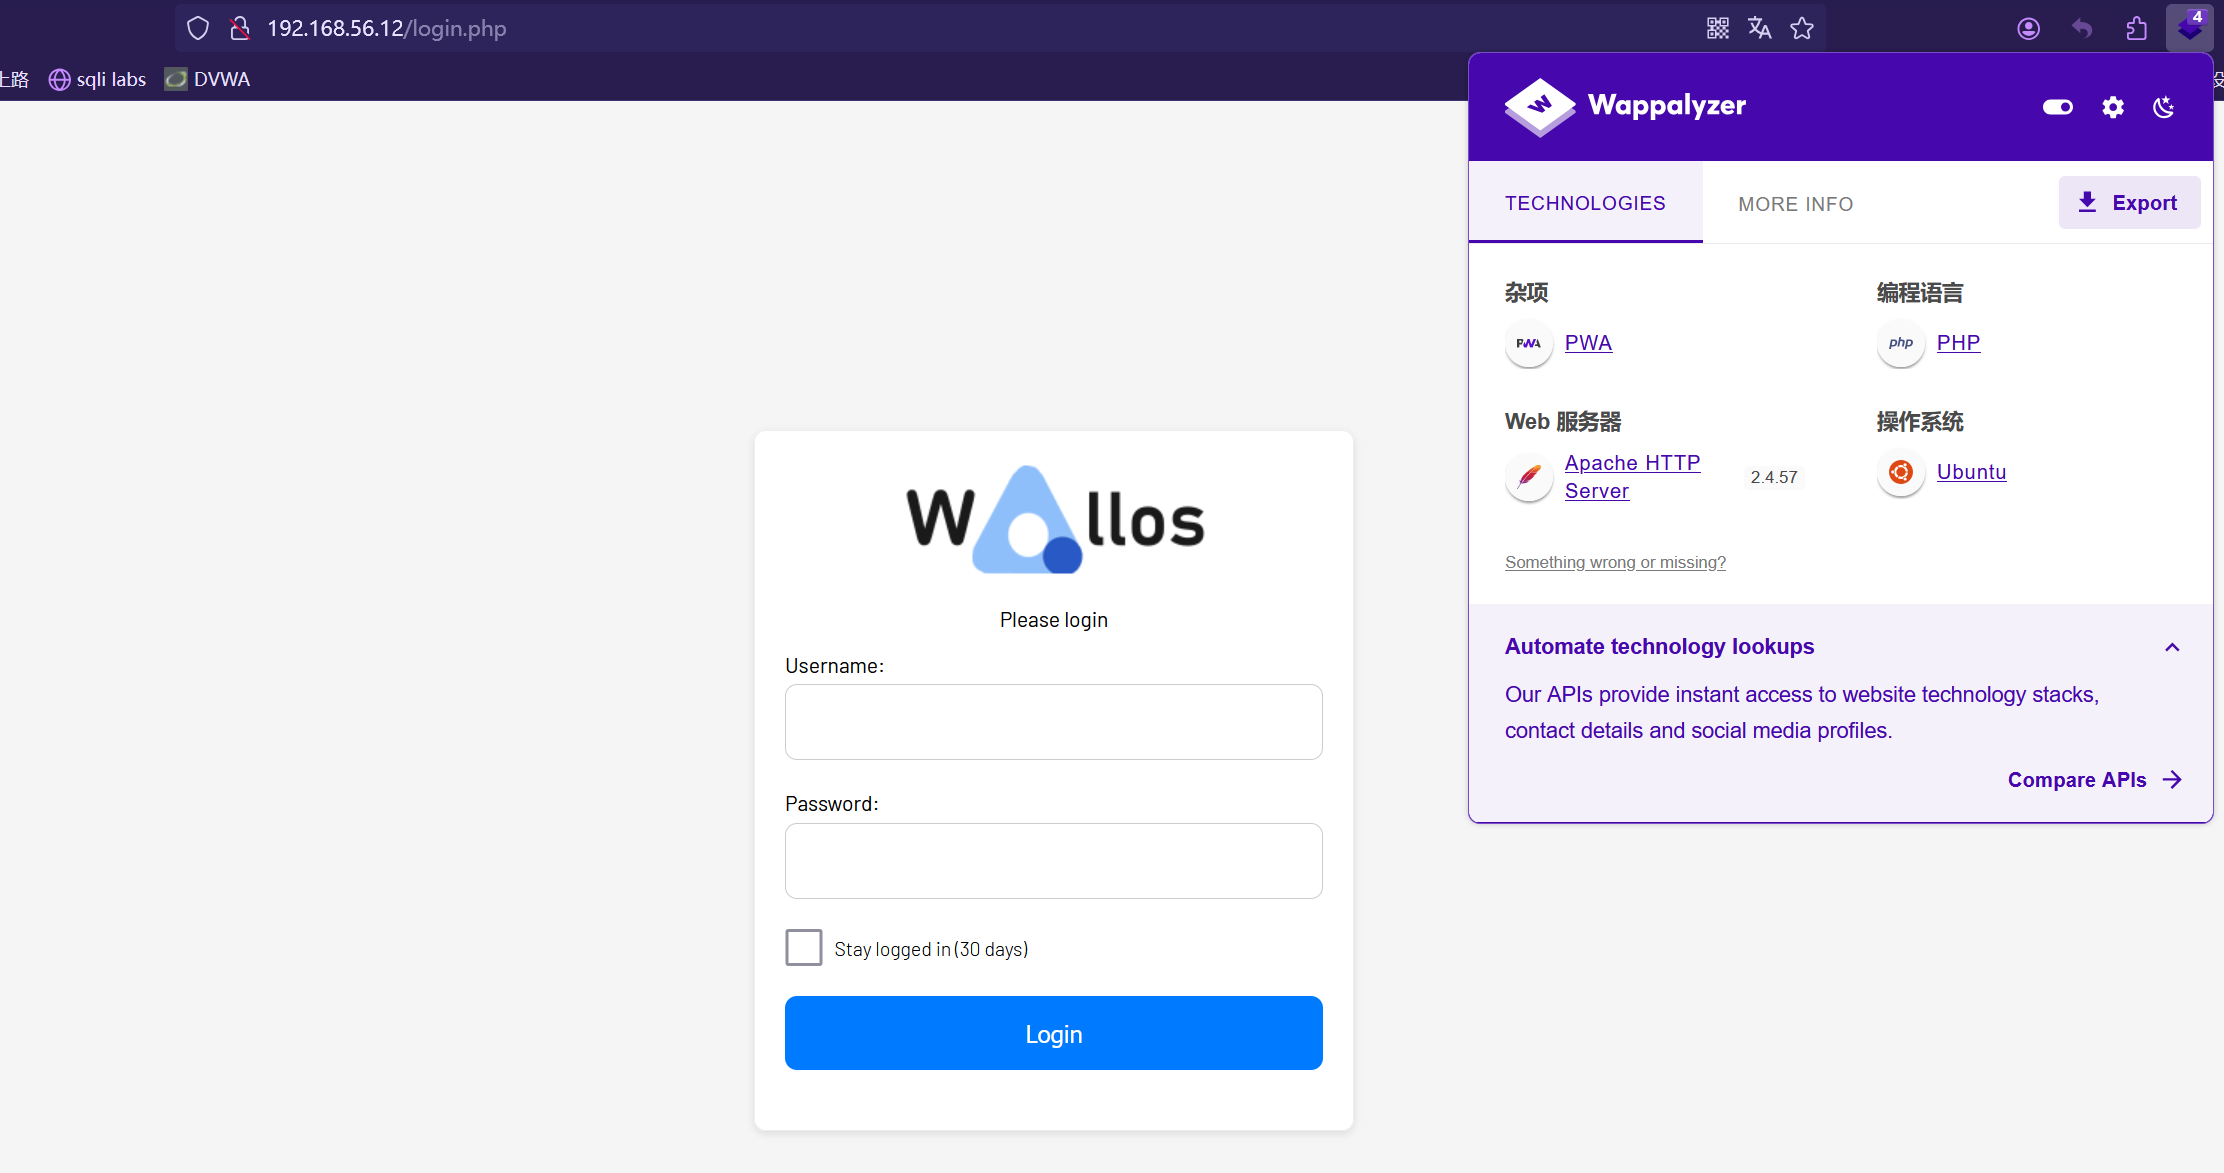 192.168.56.12/login.php
4
上路
sqli labs
DVWA
Wappalyzer
TECHNOLOGIES
MORE INFO
Export
杂项
编程语言
PWA
PWA
php
PHP
Web 服务器
操作系统
Apache HTTP
Server
2.4.57
Ubuntu
Something wrong or missing?
Automate technology lookups
Our APIs provide instant access to website technology stacks,
contact details and social media profiles.
Compare APIs
Wallos
Please login
Username:
Password:
Stay logged in (30 days)
Login